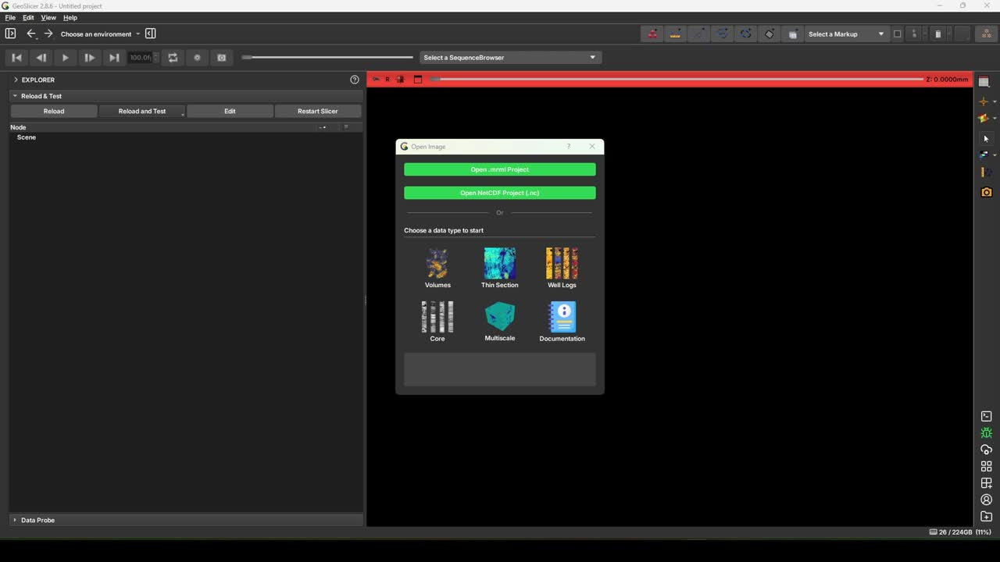 GeoSlicer 2.8.6 - Untitled project
File Edit View Help
Choose an environment
Select a Markup
100.0f
Select a SequenceBrowser
EXPLORER
R
Z: 0.0000mm
Reload & Test
Reload Reload and Test Edit Restart Slicer
Node
Scene
Open Image
Open .mrml Project
Open NetCDF Project (.nc)
Or
Choose a data type to start
Volumes Thin Section Well Logs
Core Multiscale Documentation
Data Probe
26 / 224GB (11%)